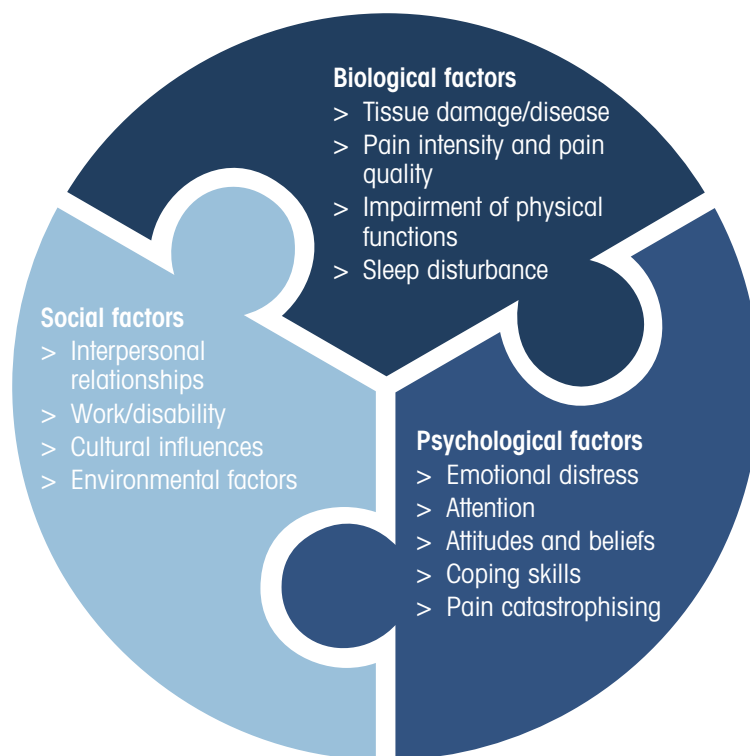 Biological factors
> Tissue damage/disease
> Pain intensity and pain
quality
> Impairment of physical
functions
> Sleep disturbance
Social factors
> Interpersonal
relationships
> Work/disability
> Cultural influences
> Environmental factors
Psychological factors
> Emotional distress
> Attention
> Attitudes and beliefs
> Coping skills
> Pain catastrophising